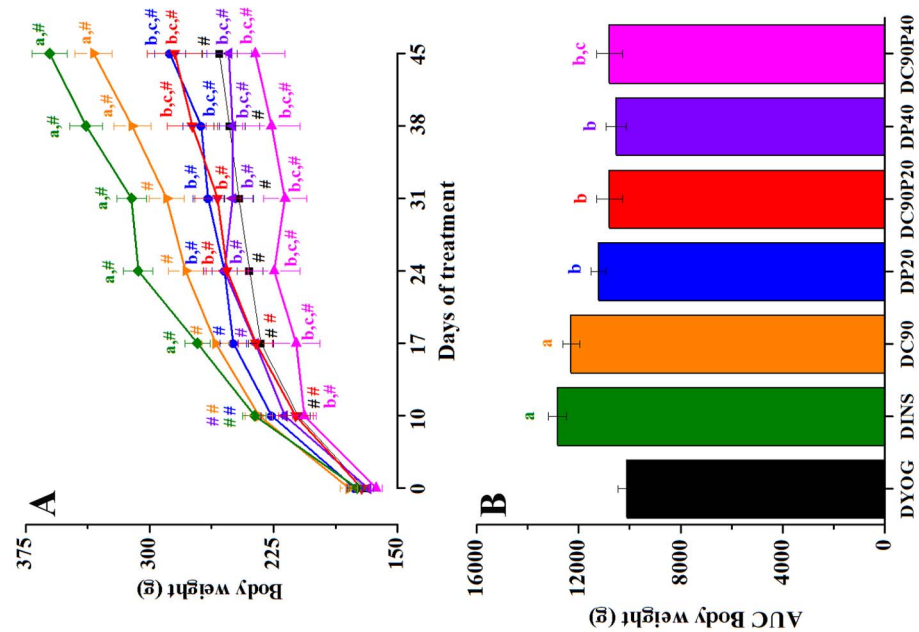 A
Body weight (g)
375
300
225
150
a,#
a,#
a,#
a,#
a,#
a,#
#
#
b,c,#
b,c,#
b,c,#
b,c,#
b,#
b,#
b,#
b,#
#
#
#
#
#
#
#
#
#
#
#
#
#
#
b,c,#
b,c,#
b,#
b,#
b,c,#
b,c,#
b,c,#
b,c,#
b,c,#
b,#
0
10
17
24
31
38
45
Days of treatment
B
AUC Body weight (g)
16000
12000
8000
4000
0
a
a
b
b
b
b,c
DYOG
DINS
DC90
DP20
DC90P20
DP40
DC90P40